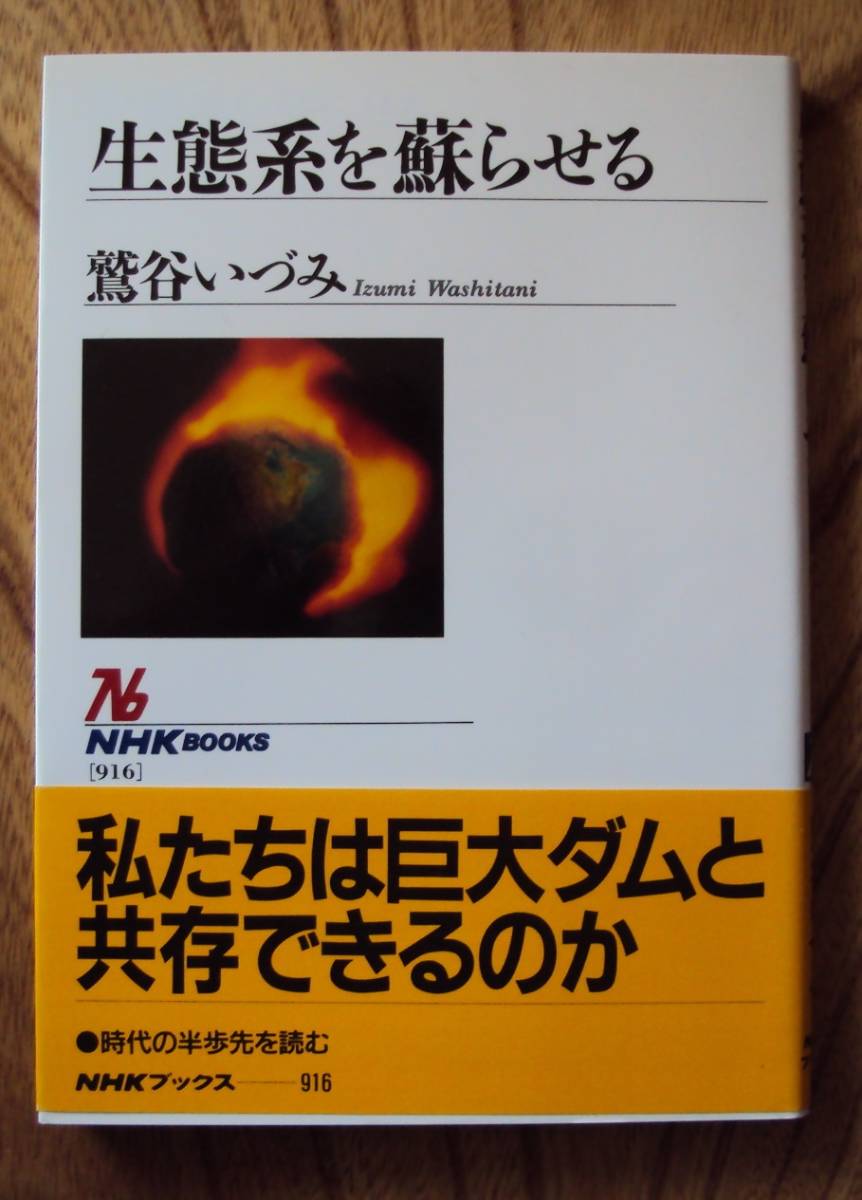 生態系を蘇らせる
鷲谷いづみ Izumi Washitani
NHK BOOKS
[916]
私たちは巨大ダムと
共存できるのか
●時代の半歩先を読む
NHKブックス──916